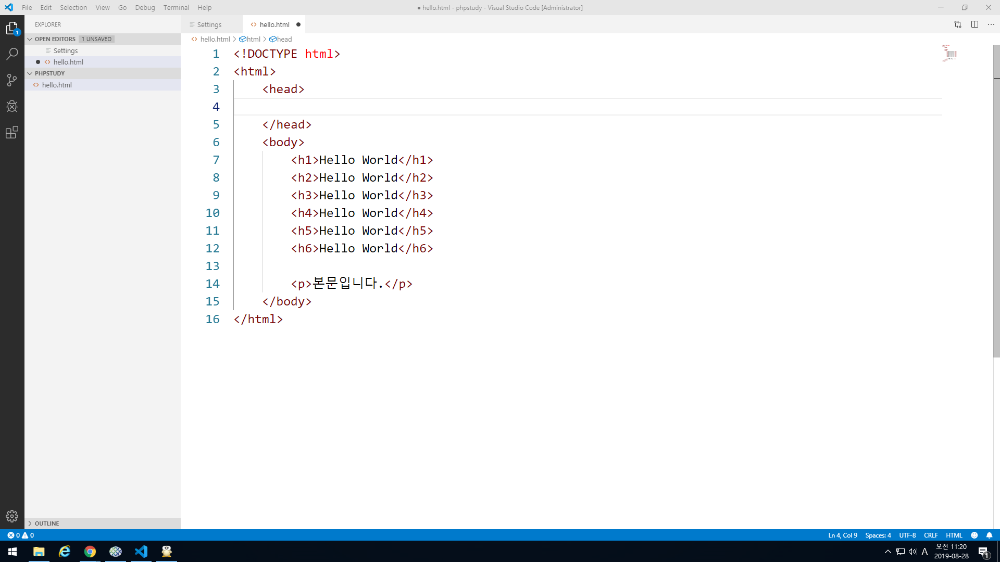 File Edit Selection View Go Debug Terminal Help
● hello.html - phpstudy - Visual Studio Code [Administrator]
EXPLORER
OPEN EDITORS 1 UNSAVED
Settings
hello.html
PHPSTUDY
hello.html
OUTLINE
Settings
hello.html
hello.html > html > head
1 <!DOCTYPE html>
2 <html>
3 <head>
4
5 </head>
6 <body>
7 <h1>Hello World</h1>
8 <h2>Hello World</h2>
9 <h3>Hello World</h3>
10 <h4>Hello World</h4>
11 <h5>Hello World</h5>
12 <h6>Hello World</h6>
13
14 <p>본문입니다.</p>
15 </body>
16 </html>
1
0 0
Ln 4, Col 9 Spaces: 4 UTF-8 CRLF HTML
A
오전 11:20
2019-08-28
1